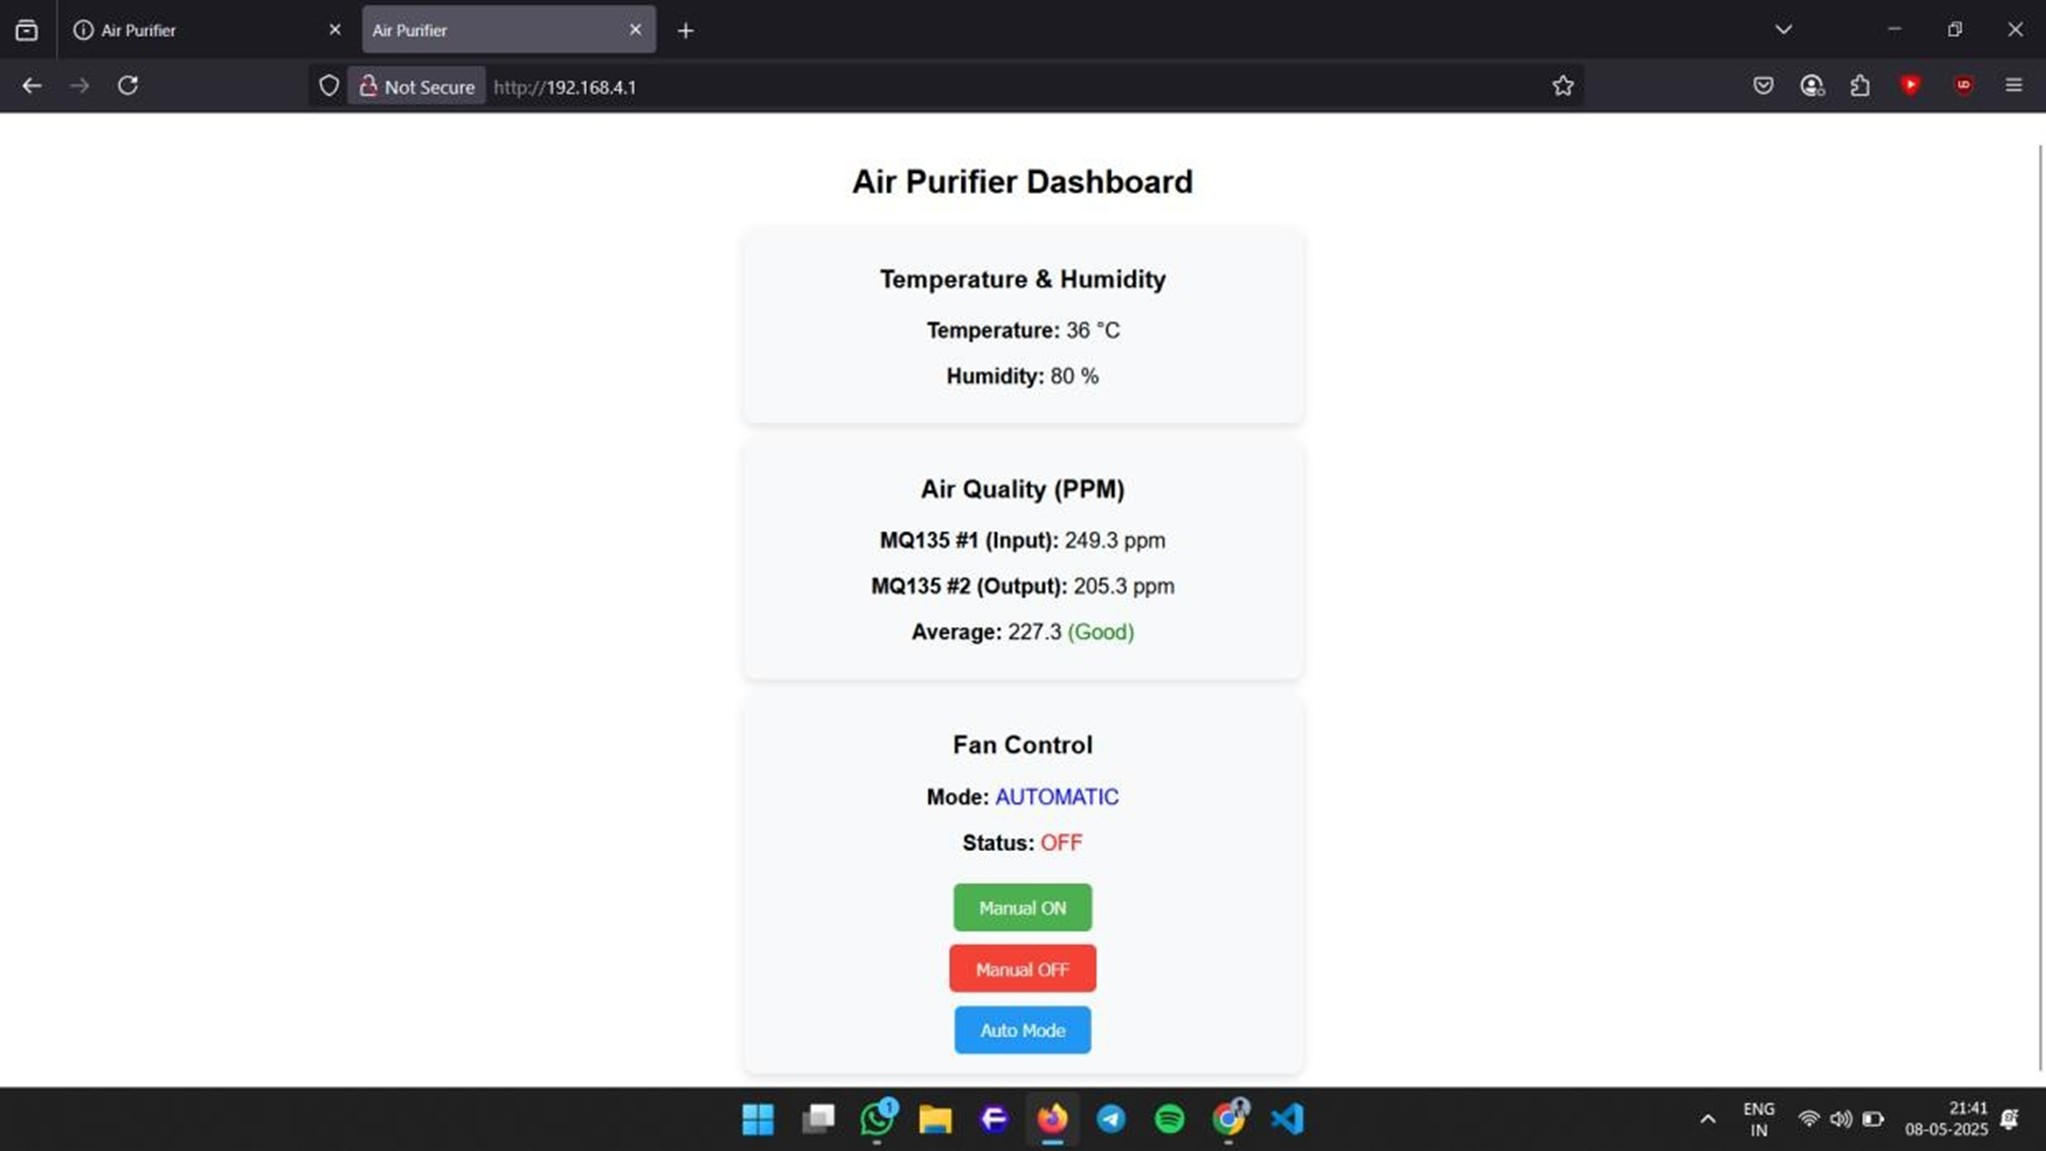 Air Purifier
Air Purifier
Not Secure
http://192.168.4.1
Air Purifier Dashboard
Temperature & Humidity
Temperature: 36 °C
Humidity: 80 %
Air Quality (PPM)
MQ135 #1 (Input): 249.3 ppm
MQ135 #2 (Output): 205.3 ppm
Average: 227.3 (Good)
Fan Control
Mode: AUTOMATIC
Status: OFF
Manual ON
Manual OFF
Auto Mode
1
ENG
IN
21:41
08-05-2025